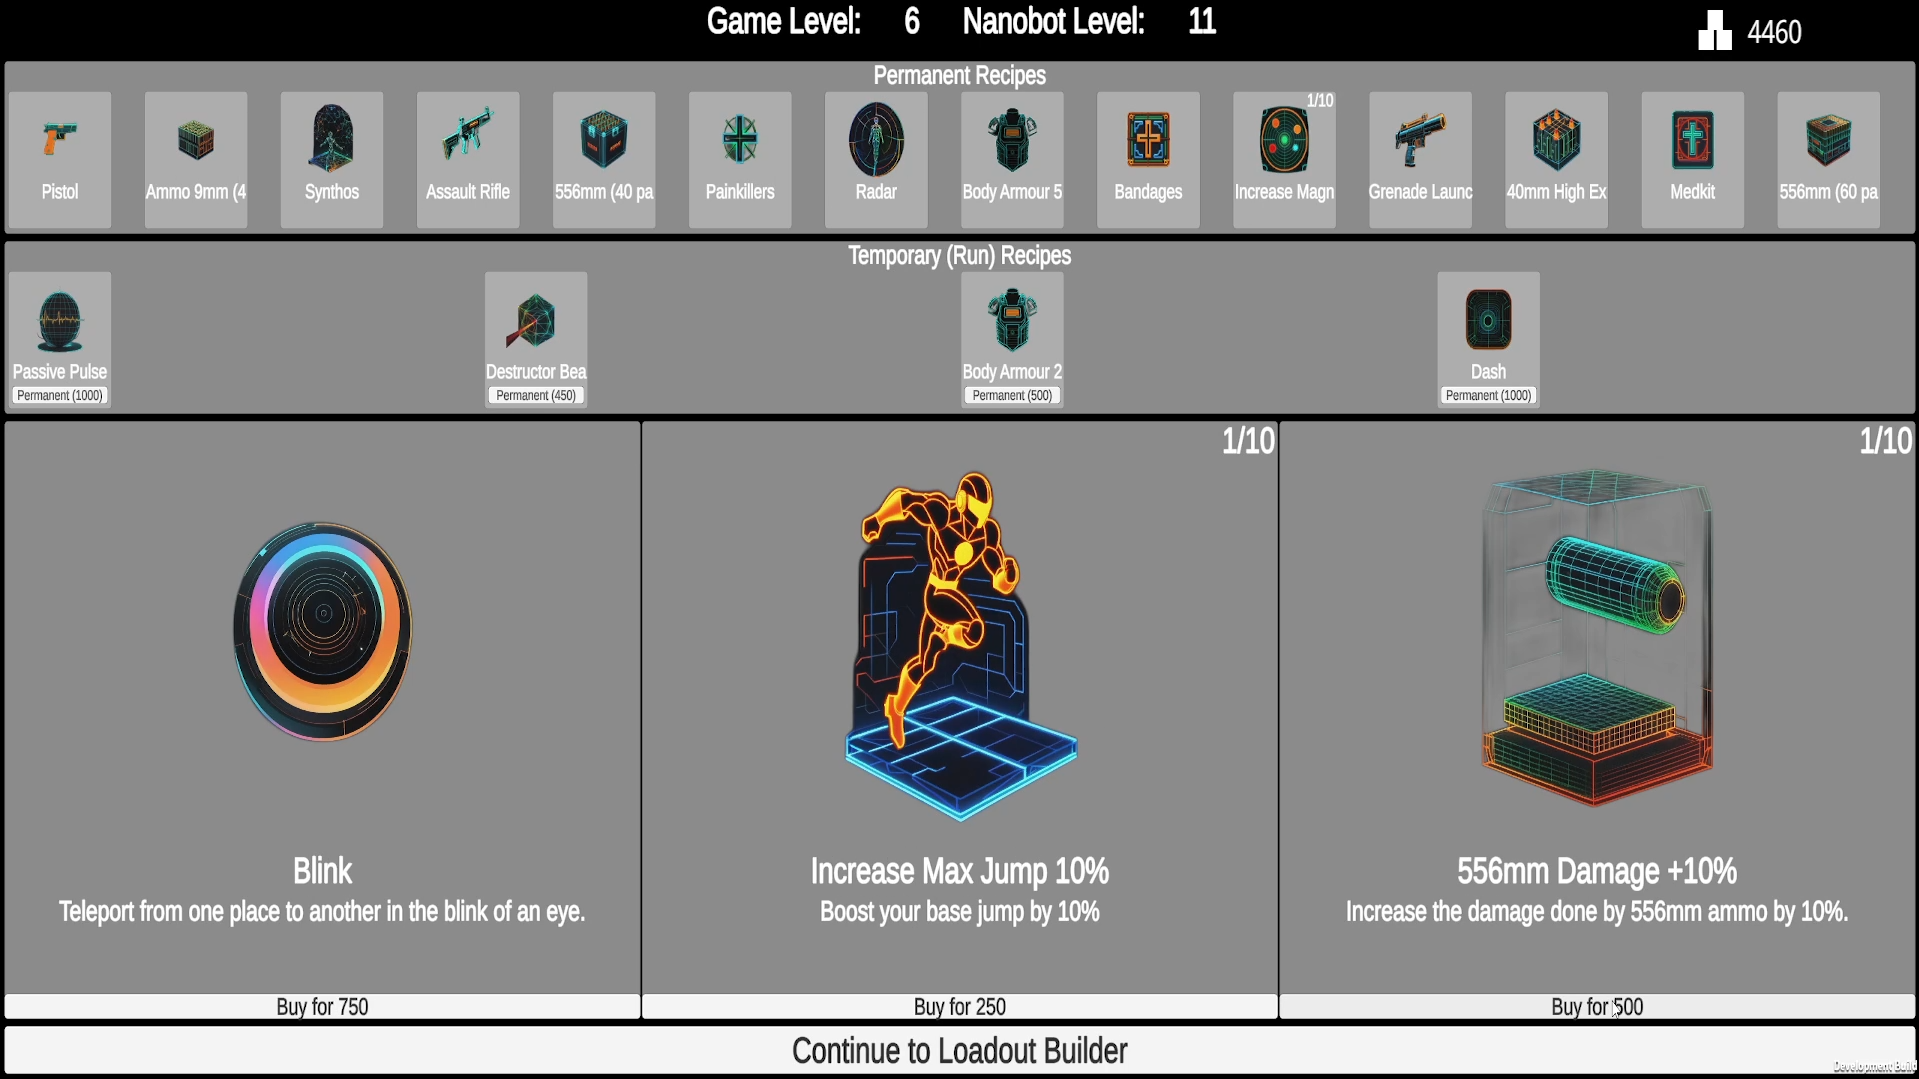 Game Level: 6 Nanobot Level: 11
4460
Permanent Recipes
1/10
Pistol
Ammo 9mm (4
Synthos
Assault Rifle
556mm (40 pa
Painkillers
Radar
Body Armour 5
Bandages
Increase Magn
Grenade Launc
40mm High Ex
Medkit
556mm (60 pa
Temporary (Run) Recipes
Passive Pulse
Permanent (1000)
Destructor Bea
Permanent (450)
Body Armour 2
Permanent (500)
Dash
Permanent (1000)
Blink
Teleport from one place to another in the blink of an eye.
Buy for 750
1/10
Increase Max Jump 10%
Boost your base jump by 10%
Buy for 250
1/10
556mm Damage +10%
Increase the damage done by 556mm ammo by 10%.
Buy for 500
Continue to Loadout Builder
Development Build